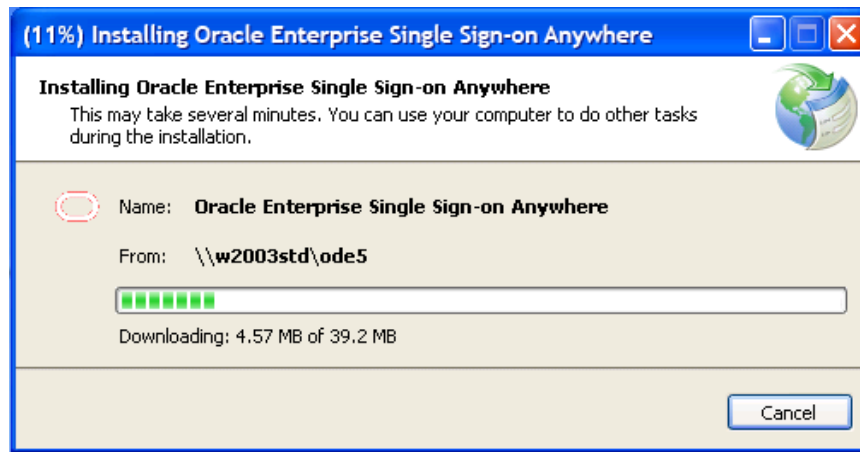 (11%) Installing Oracle Enterprise Single Sign-on Anywhere
Installing Oracle Enterprise Single Sign-on Anywhere
This may take several minutes. You can use your computer to do other tasks
during the installation.
Name: Oracle Enterprise Single Sign-on Anywhere
From: \\w2003std\ode5
Downloading: 4.57 MB of 39.2 MB
Cancel